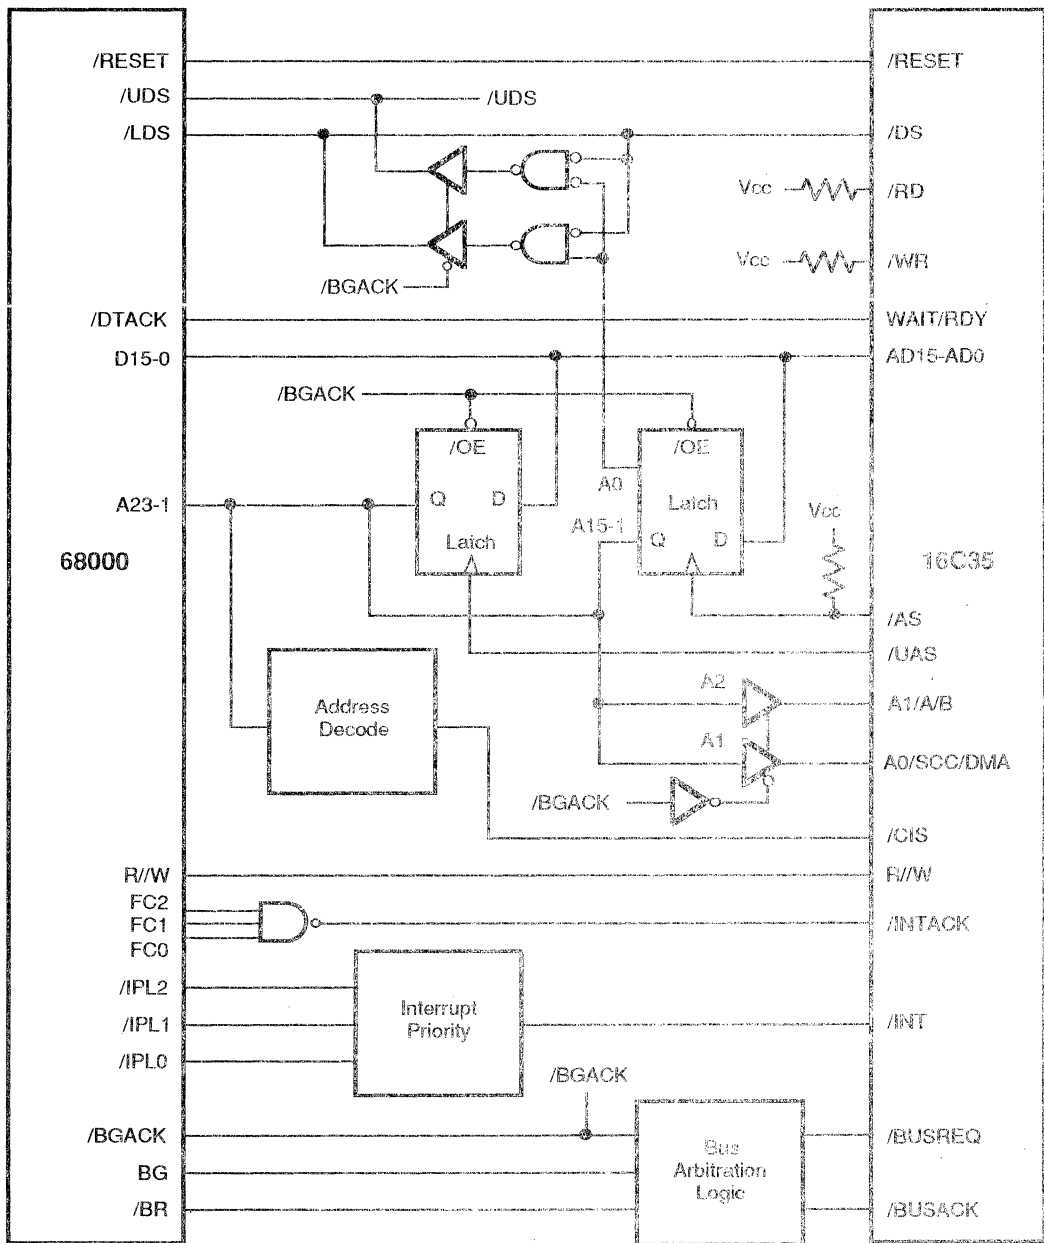 /RESET
/RESET
/UDS
/UDS
/LDS
/DS
Vcc
/RD
Vcc
/WR
/BGACK
/DTACK
WAIT/RDY
D15-0
AD15-AD0
/BGACK
/OE
/OE
A0
A23-1
Q
D
Latch
A15-1
Vcc
Latch
Q
D
68000
16C35
/AS
/UAS
A2
A1/A/B
Address
Decode
A1
A0/SCC/DMA
/BGACK
/CIS
R//W
R//W
FC2
FC1
/INTACK
FC0
/IPL2
Interrupt
Priority
/IPL1
/INT
/IPL0
/BGACK
/BGACK
Bus
Arbitration
Logic
/BUSREQ
BG
/BR
/BUSACK